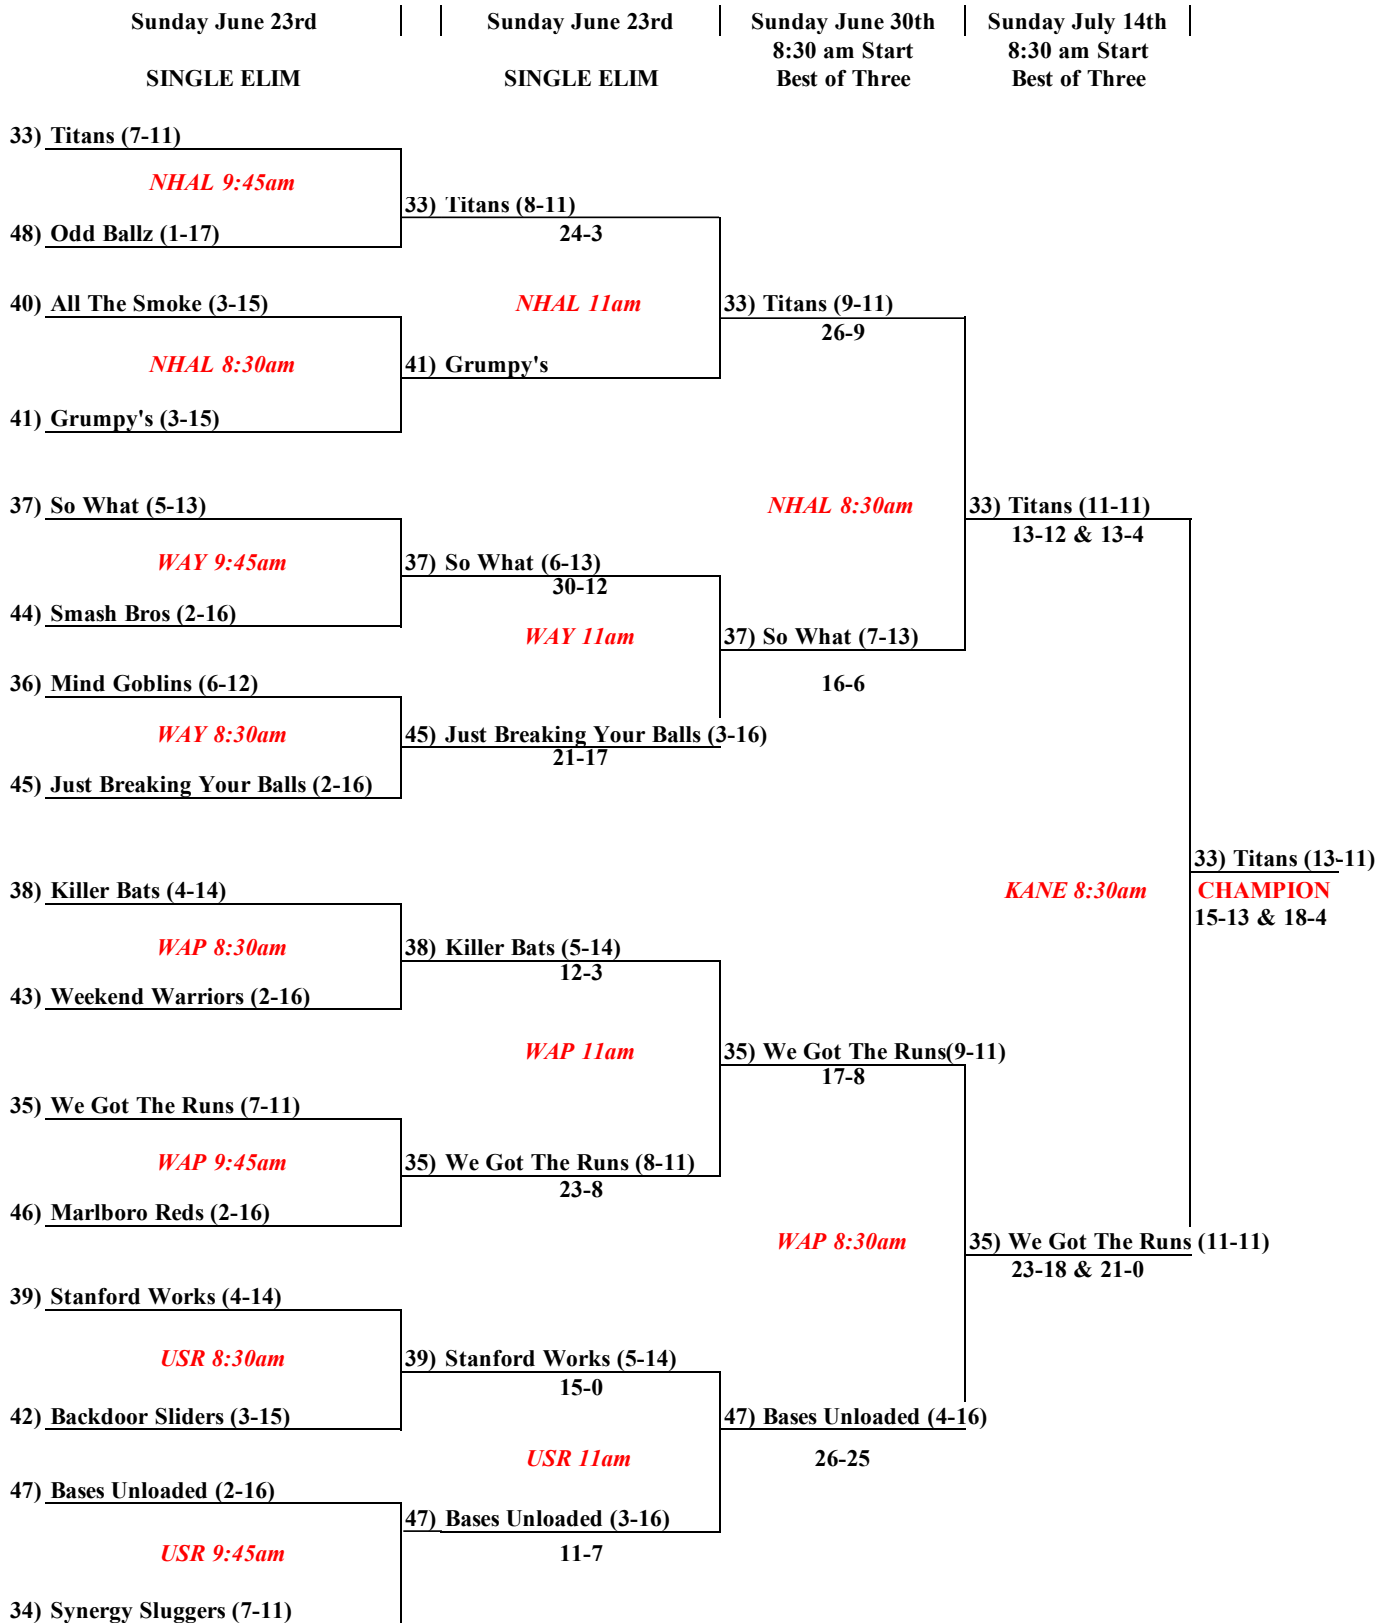 Sunday June 23rd Sunday June 23rd Sunday June 30th Sunday July 14th
8:30 am Start 8:30 am Start
SINGLE ELIM SINGLE ELIM Best of Three Best of Three
33) Titans (7-11)
NHAL 9:45am
33) Titans (8-11)
48) Odd Ballz (1-17) 24-3
40) All The Smoke (3-15) NHAL 11am 33) Titans (9-11)
26-9
NHAL 8:30am 41) Grumpy's
41) Grumpy's (3-15)
37) So What (5-13) NHAL 8:30am 33) Titans (11-11)
13-12 & 13-4
WAY 9:45am 37) So What (6-13)
30-12
44) Smash Bros (2-16)
WAY 11am 37) So What (7-13)
36) Mind Goblins (6-12) 16-6
WAY 8:30am 45) Just Breaking Your Balls (3-16)
21-17
45) Just Breaking Your Balls (2-16)
33) Titans (13-11)
38) Killer Bats (4-14) KANE 8:30am CHAMPION
15-13 & 18-4
WAP 8:30am 38) Killer Bats (5-14)
12-3
43) Weekend Warriors (2-16)
WAP 11am 35) We Got The Runs(9-11)
17-8
35) We Got The Runs (7-11)
WAP 9:45am 35) We Got The Runs (8-11)
23-8
46) Marlboro Reds (2-16)
WAP 8:30am 35) We Got The Runs (11-11)
23-18 & 21-0
39) Stanford Works (4-14)
USR 8:30am 39) Stanford Works (5-14)
15-0
42) Backdoor Sliders (3-15) 47) Bases Unloaded (4-16)
USR 11am 26-25
47) Bases Unloaded (2-16)
47) Bases Unloaded (3-16)
USR 9:45am 11-7
34) Synergy Sluggers (7-11)